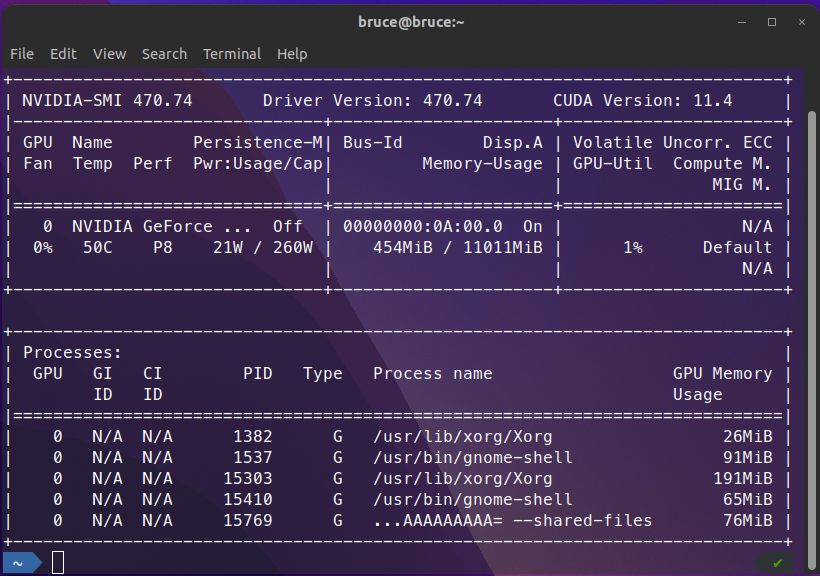 bruce@bruce:~
File Edit View Search Terminal Help
+-----------------------------------------------------------------------------+
| NVIDIA-SMI 470.74       Driver Version: 470.74       CUDA Version: 11.4     |
|-------------------------------+----------------------+----------------------+
| GPU  Name        Persistence-M| Bus-Id        Disp.A | Volatile Uncorr. ECC |
| Fan  Temp  Perf  Pwr:Usage/Cap|         Memory-Usage | GPU-Util  Compute M. |
|                               |                      |               MIG M. |
|===============================+======================+======================|
|   0  NVIDIA GeForce ...  Off  | 00000000:0A:00.0  On |                  N/A |
|  0%   50C    P8    21W / 260W |    454MiB / 11011MiB |      1%      Default |
|                               |                      |                  N/A |
+-------------------------------+----------------------+----------------------+
+-----------------------------------------------------------------------------+
| Processes:                                                                  |
|  GPU   GI   CI        PID   Type   Process name                  GPU Memory |
|        ID   ID                                                   Usage      |
|=============================================================================|
|    0   N/A  N/A      1382      G   /usr/lib/xorg/Xorg                 26MiB |
|    0   N/A  N/A      1537      G   /usr/bin/gnome-shell               91MiB |
|    0   N/A  N/A     15303      G   /usr/lib/xorg/Xorg                191MiB |
|    0   N/A  N/A     15410      G   /usr/bin/gnome-shell               65MiB |
|    0   N/A  N/A     15769      G   ...AAAAAAAAA= --shared-files       76MiB |
+-----------------------------------------------------------------------------+
~ ✔